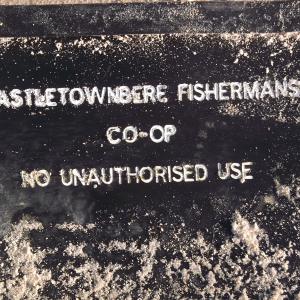 ASTLETOWNBERE FISHERMANS
CO-OP
NO UNAUTHORISED USE